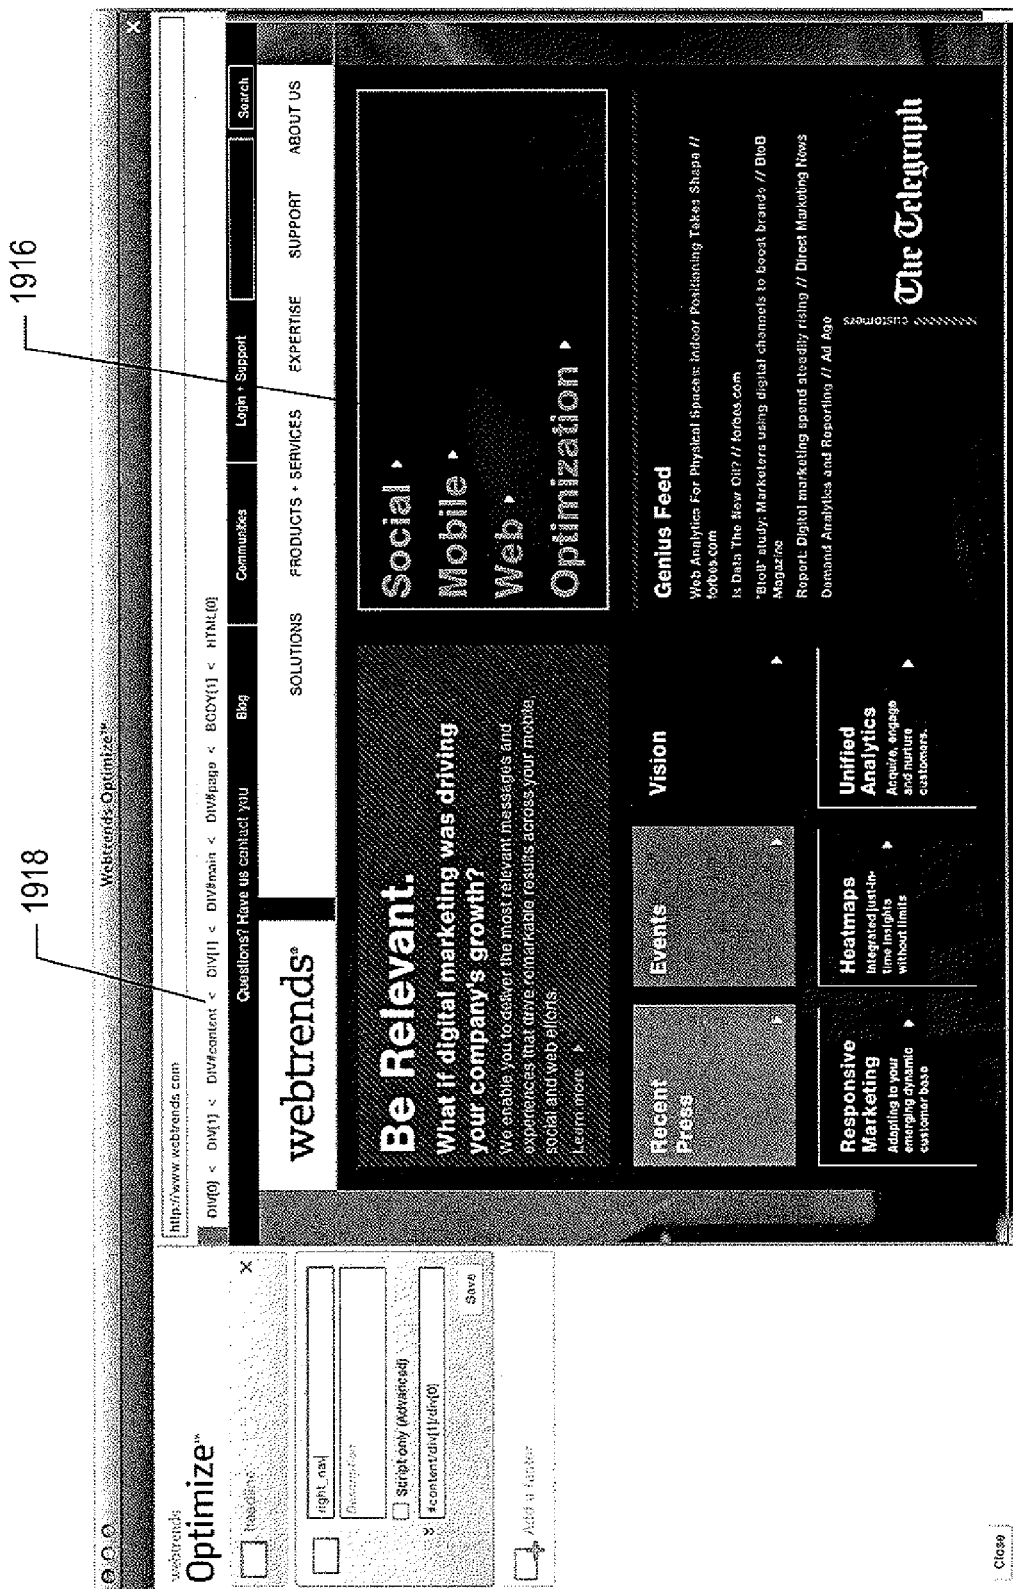 1916
1918
Webtrends Optimize™
webtrends
Optimize™
http://www.webtrends.com
DIV[0] < DIV[1] < DIV#content < DIV[1] < DIV#main < DIV#page < BODY[1] < HTML[0]
Questions? Have us contact you
Blog
Communities
Login + Support
Search
headline
right_nav
Description
Script only (Advanced)
#content/div[1]/div[0]
Save
Add a factor
Close
webtrends®
SOLUTIONS
PRODUCTS + SERVICES
EXPERTISE
SUPPORT
ABOUT US
Be Relevant.
What if digital marketing was driving
your company's growth?
We enable you to deliver the most relevant messages and
experiences that drive remarkable results across your mobile,
social and web efforts.
Learn more
Social
Mobile
Web
Optimization
Recent
Press
Events
Vision
Genius Feed
Web Analytics For Physical Spaces: Indoor Positioning Takes Shape //
forbes.com
Is Data The New Oil? // forbes.com
"BtoB" study: Marketers using digital channels to boost brands // BtoB
Magazine
Report: Digital marketing spend steadily rising // Direct Marketing News
Demand Analytics and Reporting // Ad Age
Responsive
Marketing
Adapting to your
emerging dynamic
customer base
Heatmaps
Integrated just-in-
time insights
without limits
Unified
Analytics
Acquire, engage
and nurture
customers.
customers
The Telegraph